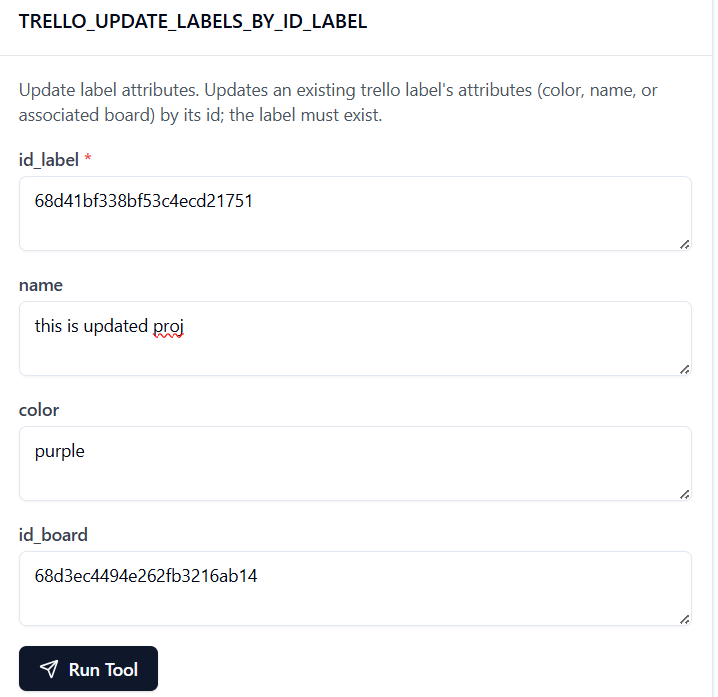 TRELLO_UPDATE_LABELS_BY_ID_LABEL
Update label attributes. Updates an existing trello label's attributes (color, name, or
associated board) by its id; the label must exist.
id_label *
68d41bf338bf53c4ecd21751
name
this is updated proj
color
purple
id_board
68d3ec4494e262fb3216ab14
Run Tool